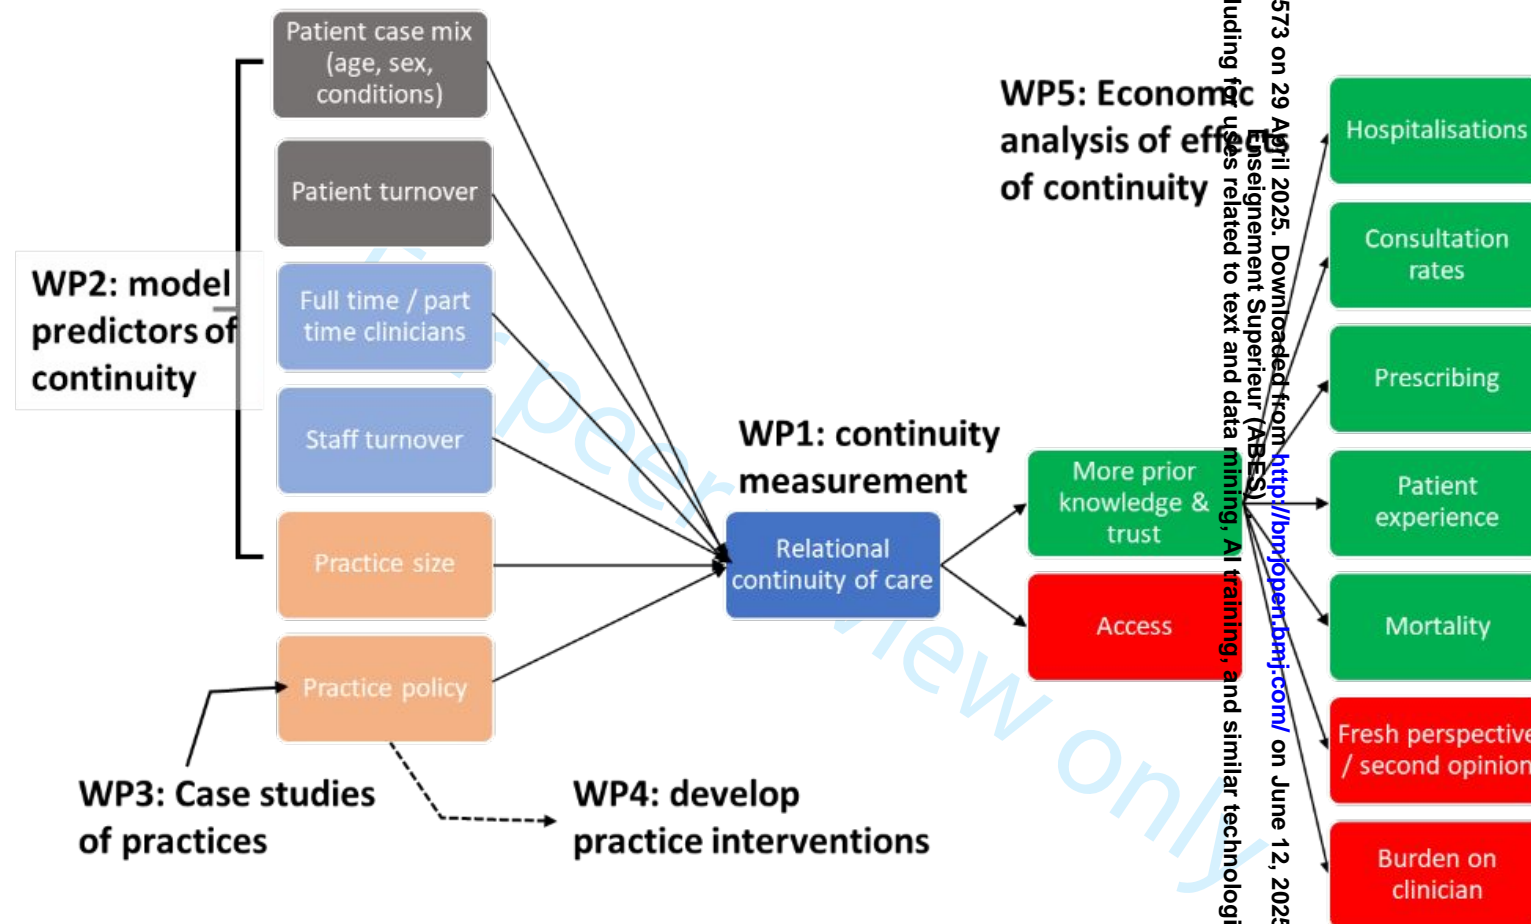 Patient case mix
(age, sex,
conditions)
Patient turnover
Full time / part
time clinicians
Staff turnover
Practice size
Practice policy
WP2: model
predictors of
continuity
WP3: Case studies
of practices
WP4: develop
practice interventions
WP1: continuity
measurement
Relational
continuity of care
More prior
knowledge &
trust
Access
WP5: Economic
analysis of effects
of continuity
Hospitalisations
Consultation
rates
Prescribing
Patient
experience
Mortality
Fresh perspective
/ second opinion
Burden on
clinician
peer review only
573 on 29 April 2025. Downloaded from http://bmjopen.bmj.com/ on June 12, 2025
Enseignement Superieur (ABES)
luding for uses related to text and data mining, AI training, and similar technologi